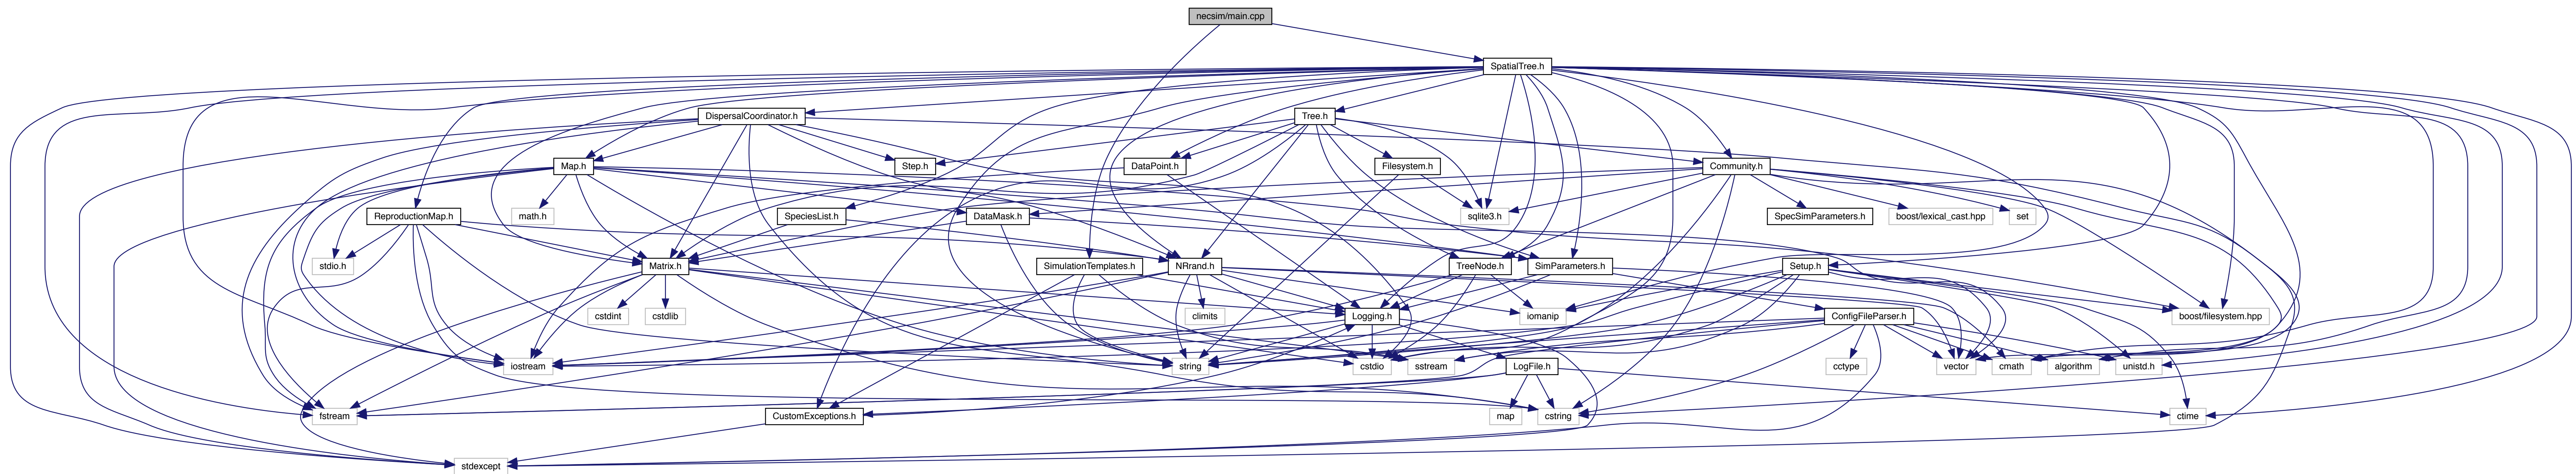 necsim/main.cpp
SpatialTree.h
DispersalCoordinator.h
Tree.h
Map.h
Step.h
DataPoint.h
Filesystem.h
Community.h
math.h
ReproductionMap.h
SpeciesList.h
DataMask.h
sqlite3.h
SpecSimParameters.h
boost/lexical_cast.hpp
set
stdio.h
Matrix.h
SimulationTemplates.h
NRrand.h
TreeNode.h
SimParameters.h
Setup.h
cstdint
cstdlib
climits
Logging.h
iomanip
ConfigFileParser.h
boost/filesystem.hpp
iostream
string
cstdio
sstream
LogFile.h
cctype
vector
cmath
algorithm
unistd.h
fstream
CustomExceptions.h
map
cstring
ctime
stdexcept